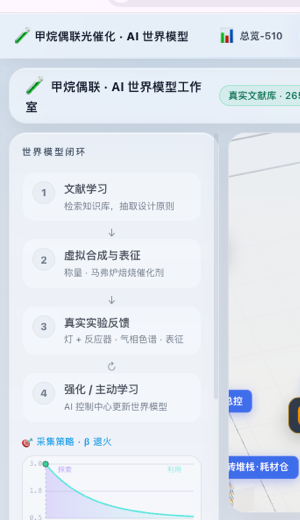 甲烷偶联光催化 · AI 世界模型
总览-510
甲烷偶联 · AI 世界模型工作
室
真实文献库 · 26
世界模型闭环
1
文献学习
检索知识库，抽取设计原则
↓
2
虚拟合成与表征
称量 · 马弗炉焙烧催化剂
↓
3
真实实验反馈
灯 + 反应器 · 气相色谱 · 表征
4
强化 / 主动学习
AI 控制中心更新世界模型
采集策略 · β 退火
3.0
探索
利用
1.8
0.5
总控
转堆栈·耗材仓